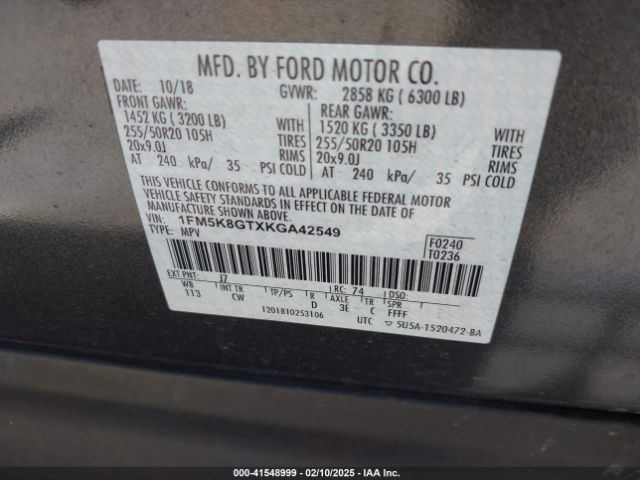 MFD. BY FORD MOTOR CO.
DATE: 10/18 GVWR: 2858 KG ( 6300 LB)
FRONT GAWR: REAR GAWR:
1452 KG ( 3200 LB) WITH 1520 KG ( 3350 LB) WITH
255/50R20 105H TIRES 255/50R20 105H TIRES
20x9.0J RIMS 20x9.0J RIMS
AT 240 kPa/ 35 PSI COLD AT 240 kPa/ 35 PSI COLD
THIS VEHICLE CONFORMS TO ALL APPLICABLE FEDERAL MOTOR
VEHICLE SAFETY STANDARDS IN EFFECT ON THE DATE OF
MANUFACTURE SHOWN ABOVE.
VIN: 1FM5K8GTXKGA42549
TYPE: MPV
F0240
T0236
EXT PNT: J7 RC: 74 DSO:
WB CW TP/PS R AXLE TR
113 D 3E C FFFF
1201810253106
UTC ▽ 5USA-1520472-BA
000-41548999 — 02/10/2025 — IAA Inc.